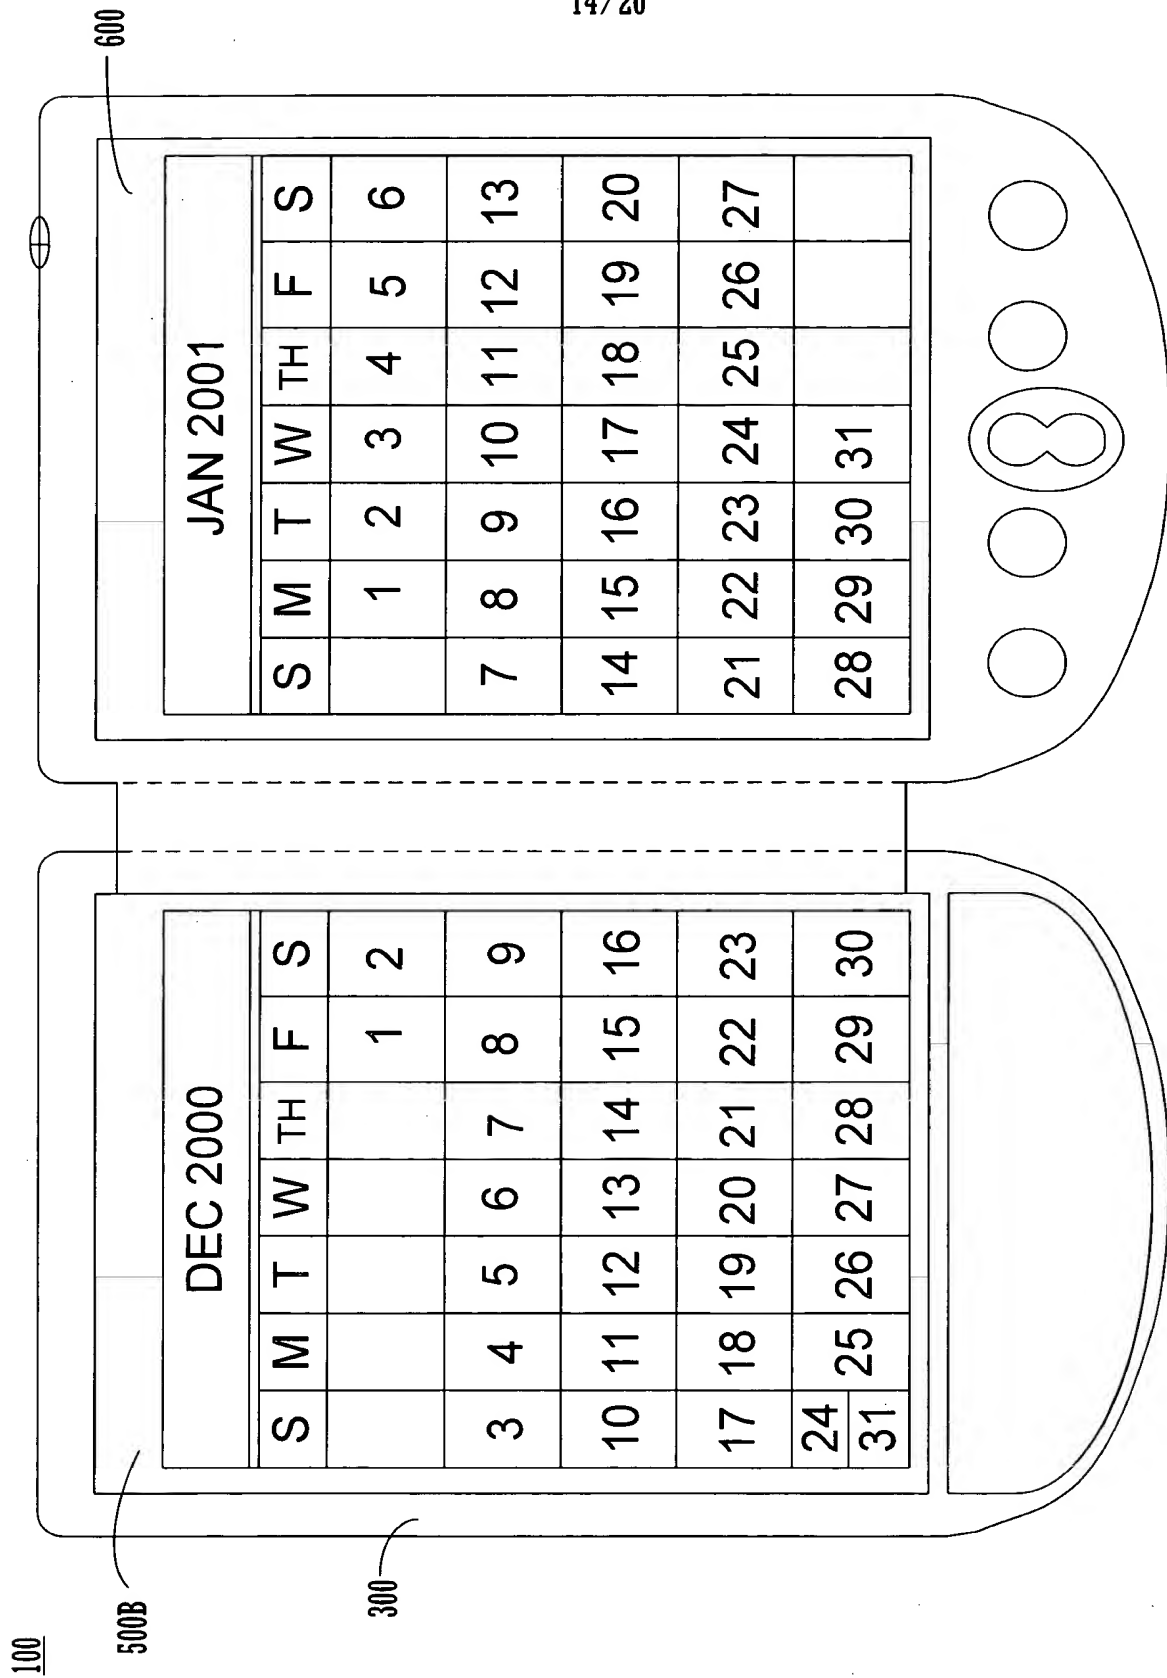 14/20
100
500B
300
600
DEC 2000
S M T W TH F S
1 2
3 4 5 6 7 8 9
10 11 12 13 14 15 16
17 18 19 20 21 22 23
24 25 26 27 28 29 30
31
JAN 2001
S M T W TH F S
1 2 3 4 5 6
7 8 9 10 11 12 13
14 15 16 17 18 19 20
21 22 23 24 25 26 27
28 29 30 31